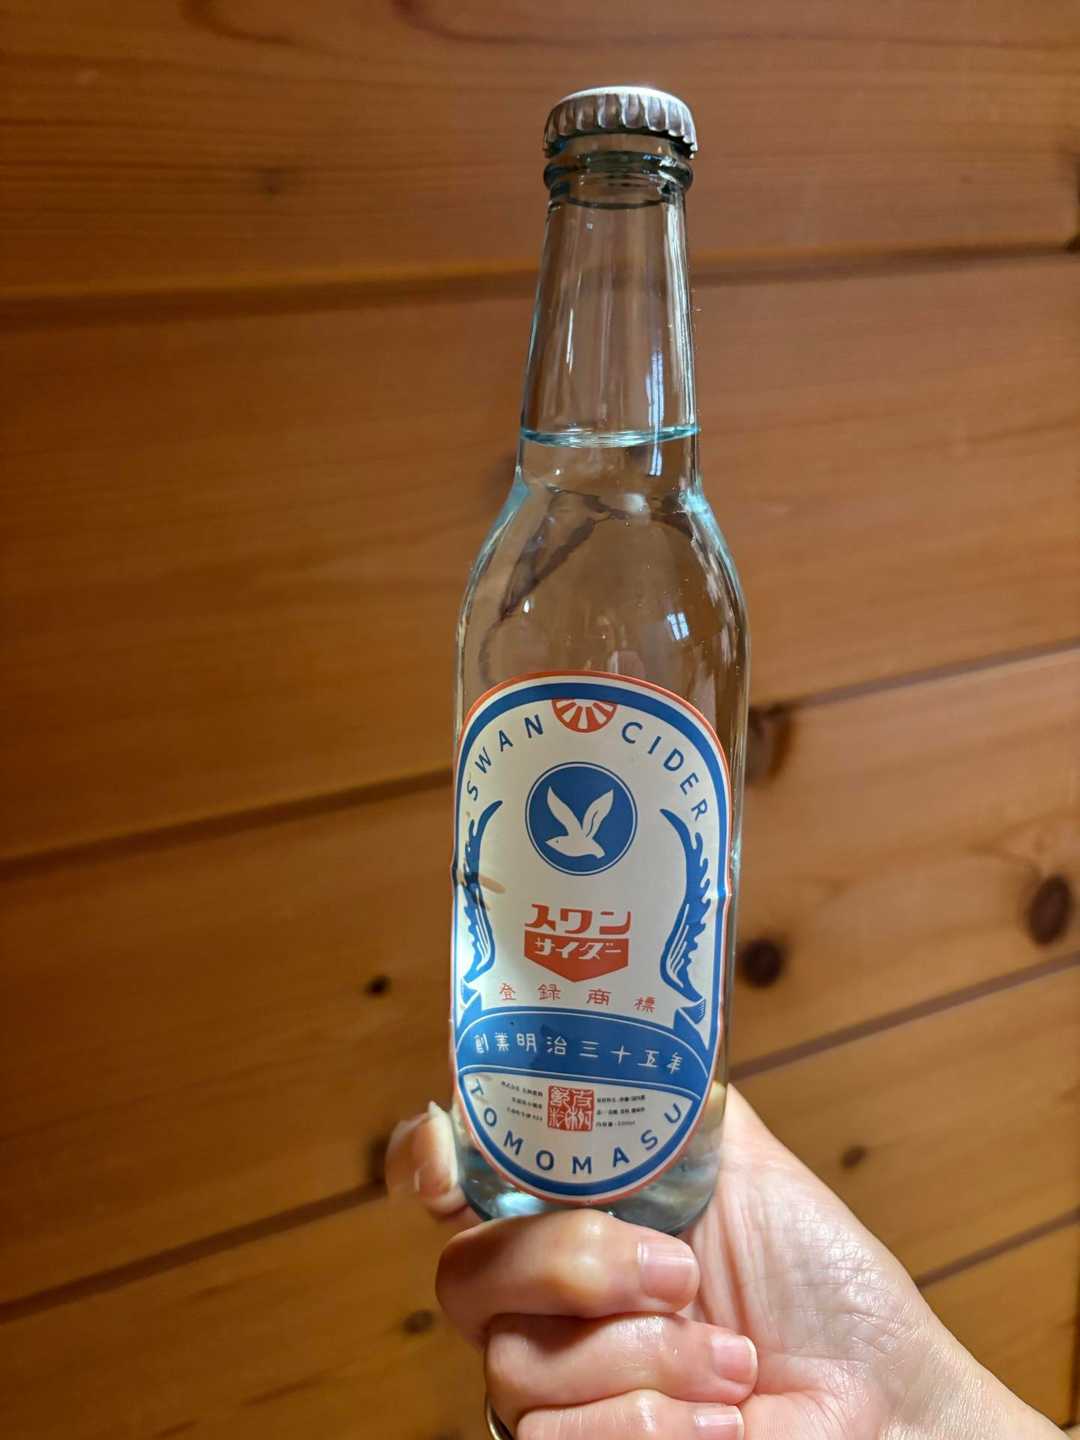 SWAN CIDER
スワン
サイダー
登録商標
創業明治三十五年
TOMOMASU